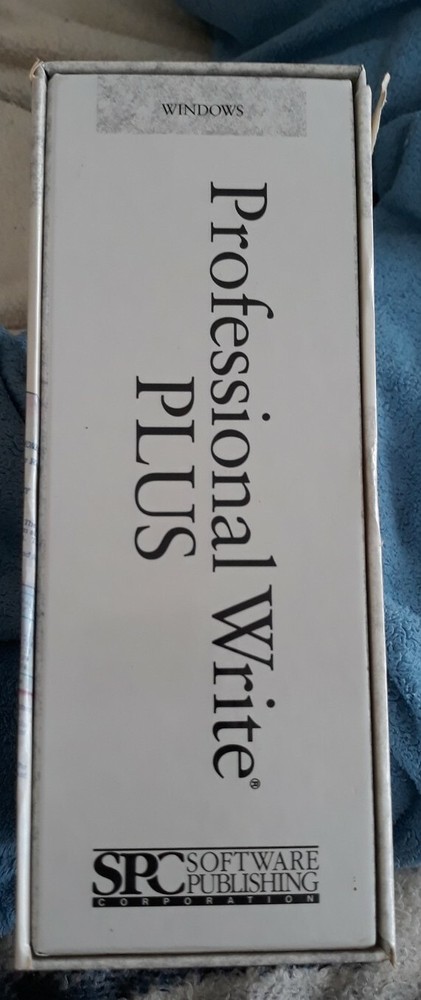 WINDOWS
Professional Write®
PLUS
SPC SOFTWARE
PUBLISHING
CORPORATION